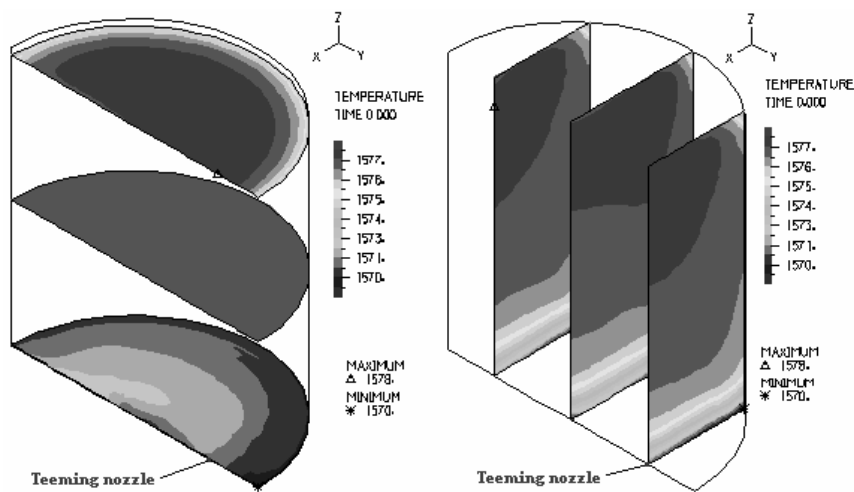 Z
X
Y
TEMPERATURE
TIME 0.000
1577.
1576.
1575.
1574.
1573.
1571.
1570.
MAXIMUM
△ 1578.
MINIMUM
✱ 1570.
Teeming nozzle
Z
X
Y
TEMPERATURE
TIME 0.000
1577.
1576.
1575.
1574.
1573.
1571.
1570.
MAXIMUM
△ 1578.
MINIMUM
✱ 1570.
Teeming nozzle